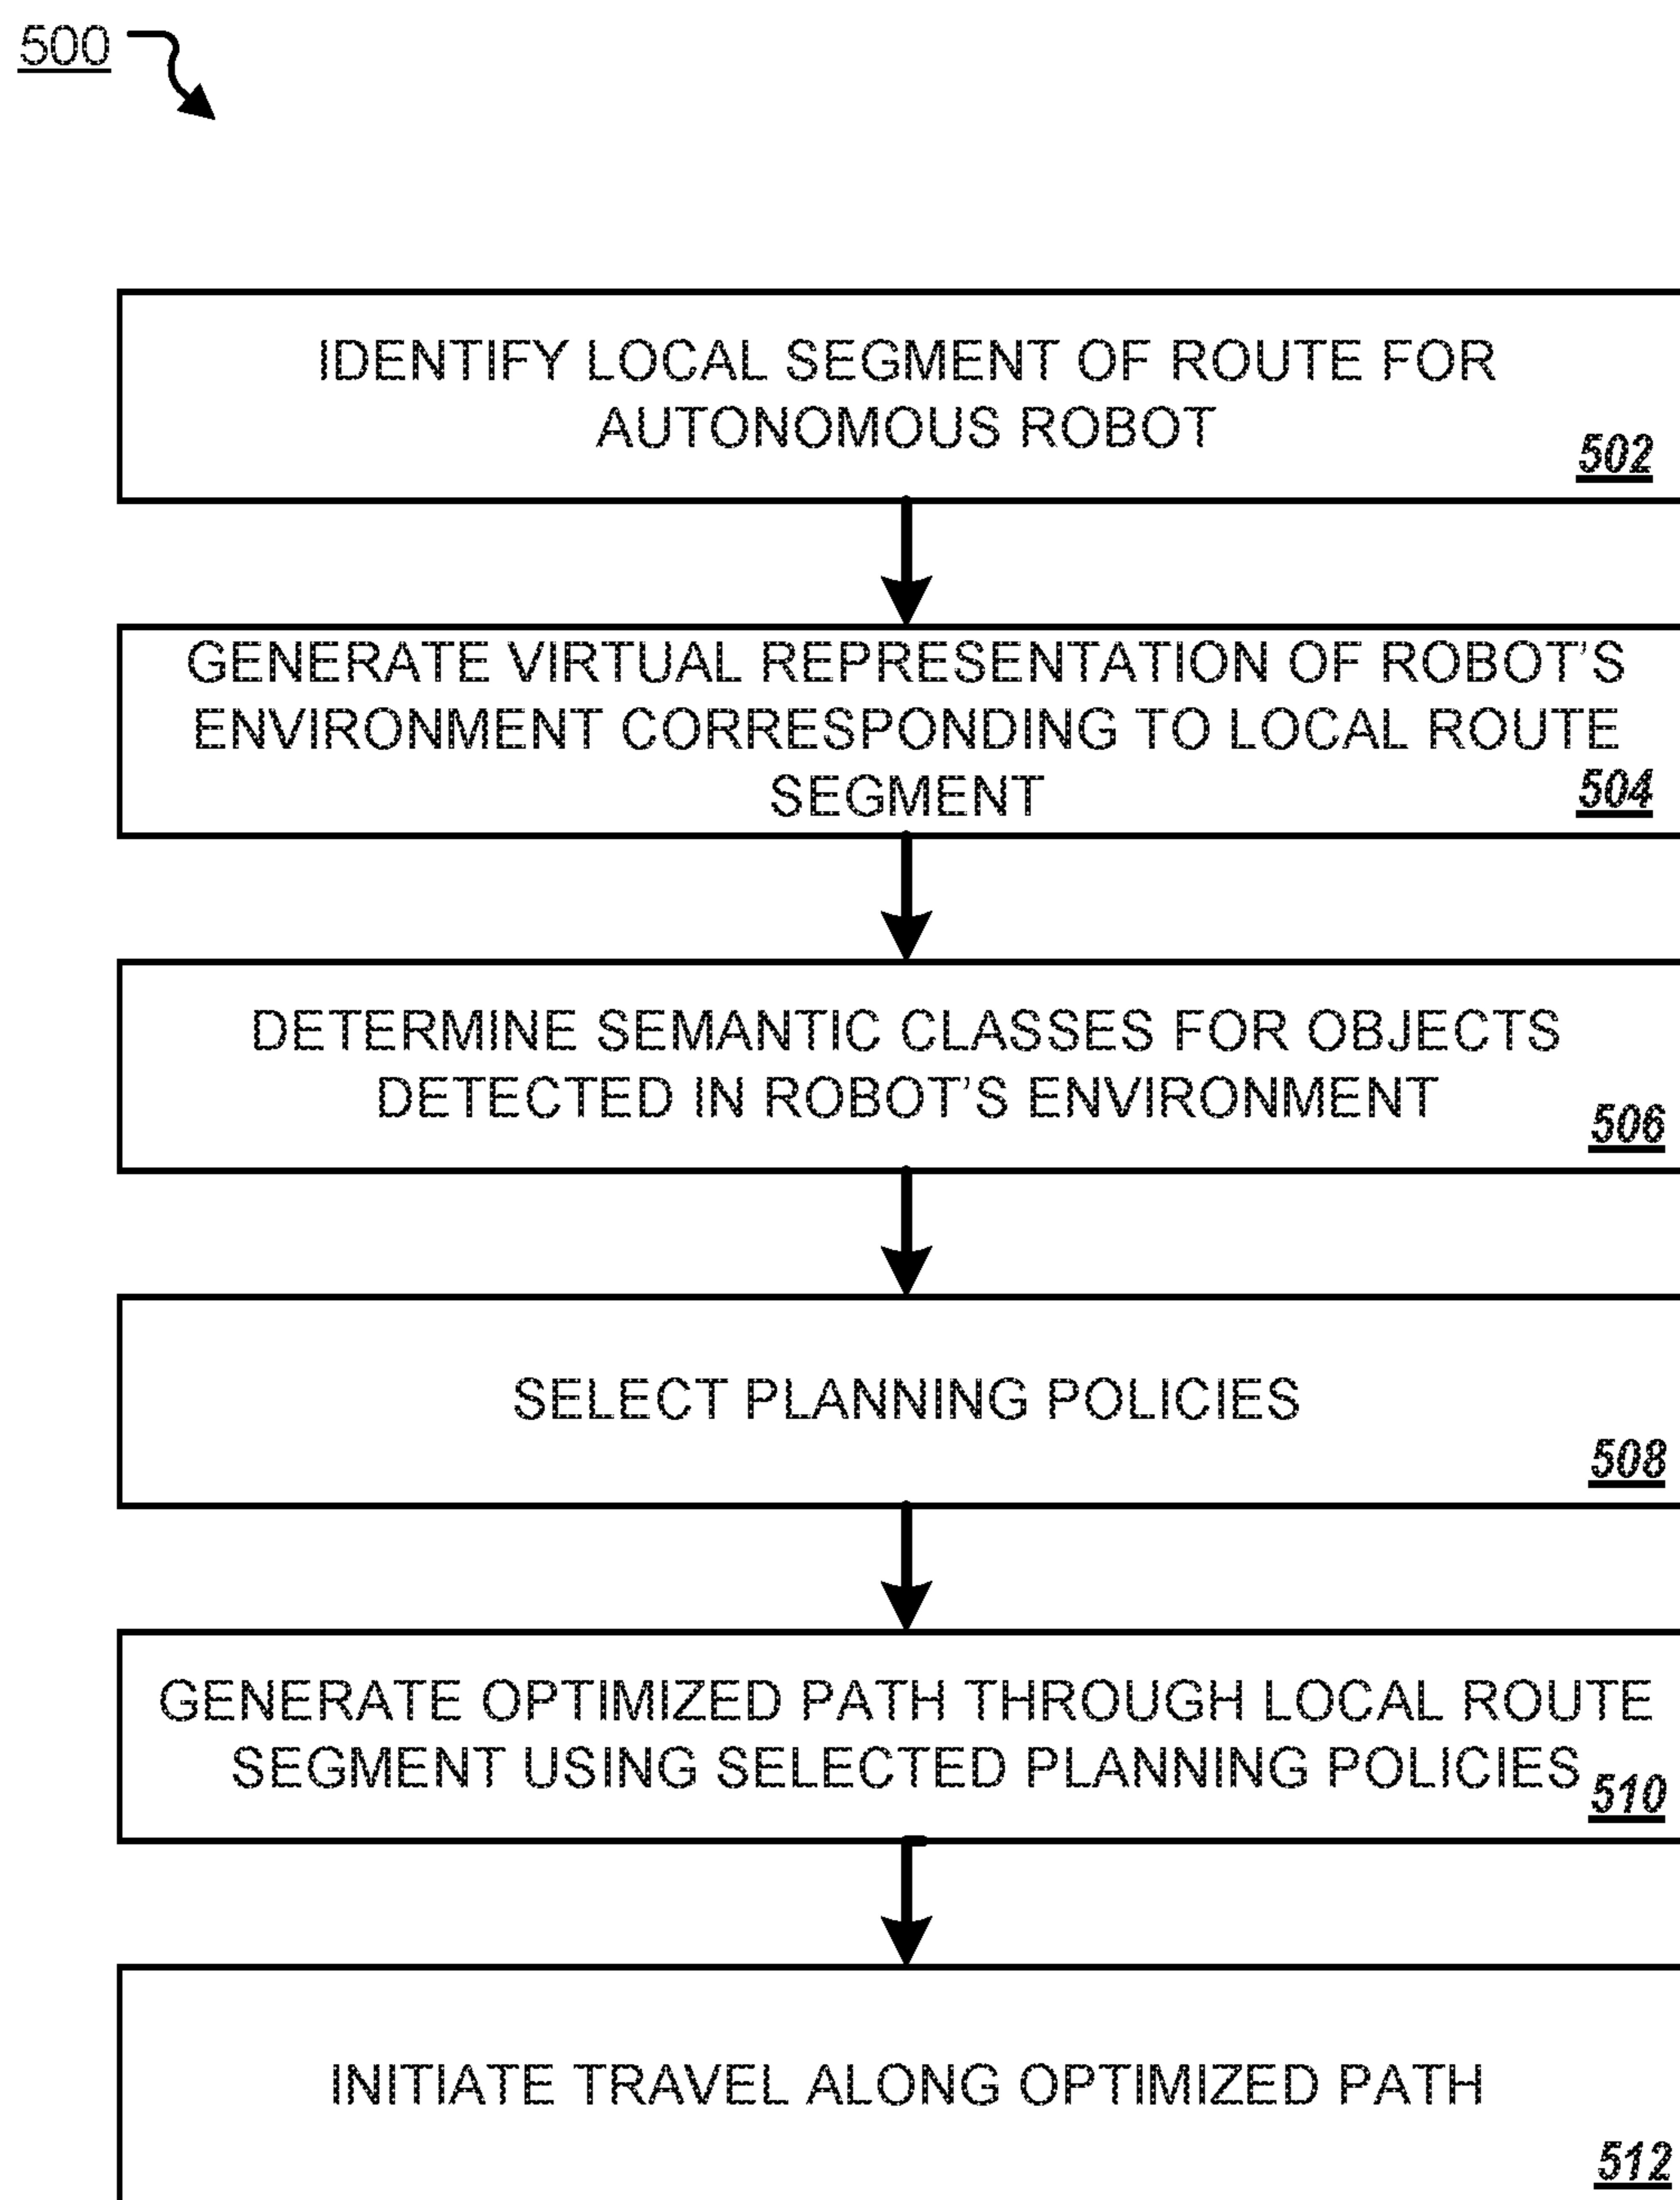 500
IDENTIFY LOCAL SEGMENT OF ROUTE FOR
AUTONOMOUS ROBOT
502
GENERATE VIRTUAL REPRESENTATION OF ROBOT'S
ENVIRONMENT CORRESPONDING TO LOCAL ROUTE
SEGMENT
504
DETERMINE SEMANTIC CLASSES FOR OBJECTS
DETECTED IN ROBOT'S ENVIRONMENT
506
SELECT PLANNING POLICIES
508
GENERATE OPTIMIZED PATH THROUGH LOCAL ROUTE
SEGMENT USING SELECTED PLANNING POLICIES
510
INITIATE TRAVEL ALONG OPTIMIZED PATH
512